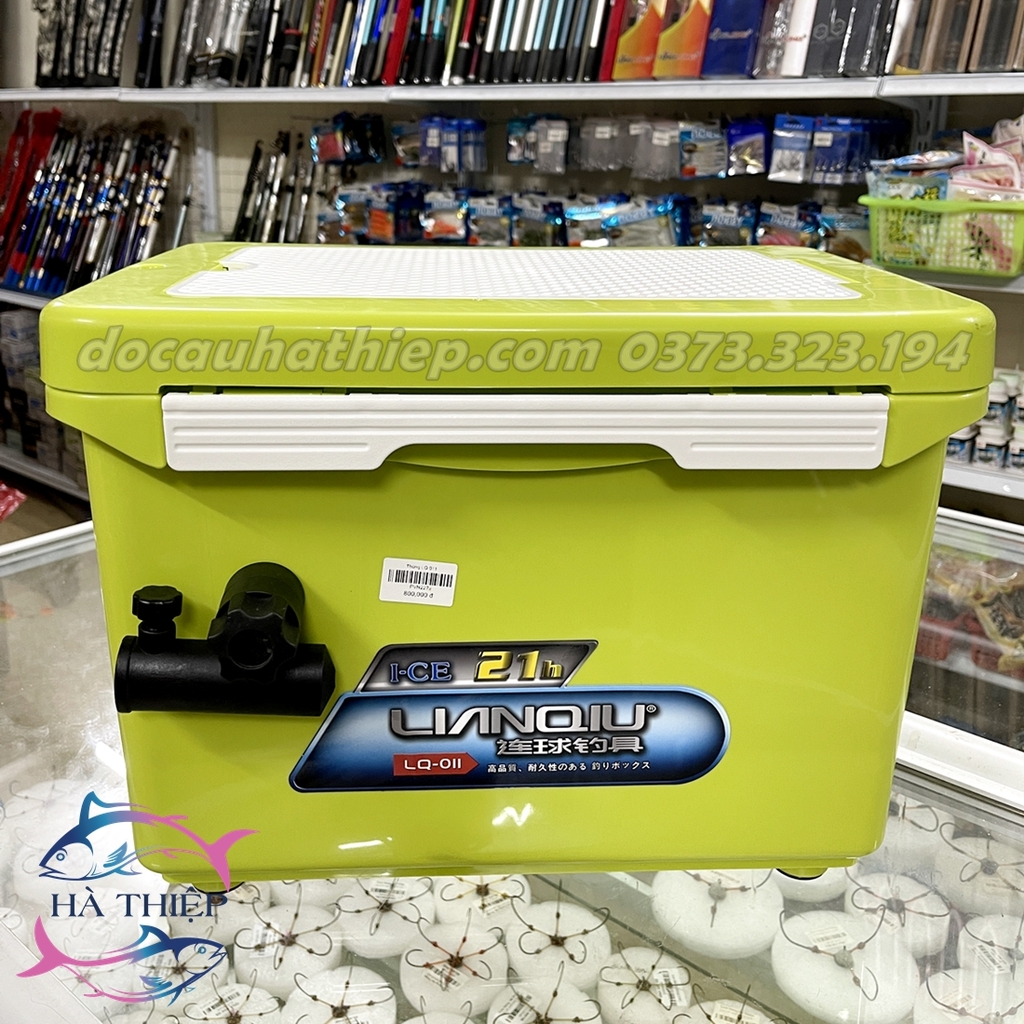 docauhathiep.com 0373.323.194
I-CE 21h
LIANQIU®
连球钓具
LQ-011
高品質、耐久性のある 釣りボックス
HÀ THIỆP